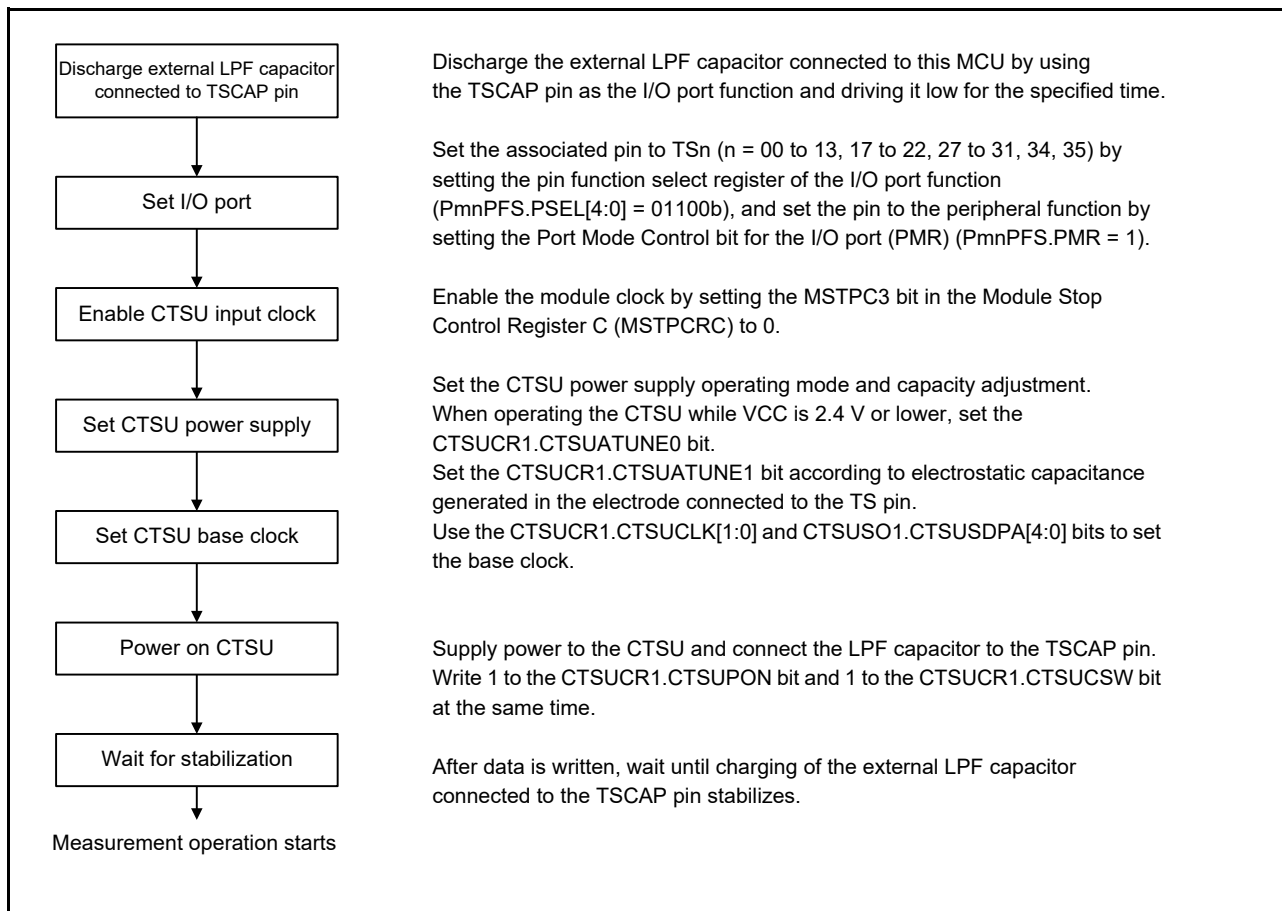 Discharge external LPF capacitor
connected to TSCAP pin
Discharge the external LPF capacitor connected to this MCU by using
the TSCAP pin as the I/O port function and driving it low for the specified time.
Set I/O port
Set the associated pin to TSn (n = 00 to 13, 17 to 22, 27 to 31, 34, 35) by
setting the pin function select register of the I/O port function
(PmnPFS.PSEL[4:0] = 01100b), and set the pin to the peripheral function by
setting the Port Mode Control bit for the I/O port (PMR) (PmnPFS.PMR = 1).
Enable CTSU input clock
Enable the module clock by setting the MSTPC3 bit in the Module Stop
Control Register C (MSTPCRC) to 0.
Set CTSU power supply
Set the CTSU power supply operating mode and capacity adjustment.
When operating the CTSU while VCC is 2.4 V or lower, set the
CTSUCR1.CTSUATUNE0 bit.
Set the CTSUCR1.CTSUATUNE1 bit according to electrostatic capacitance
generated in the electrode connected to the TS pin.
Set CTSU base clock
Use the CTSUCR1.CTSUCLK[1:0] and CTSUSO1.CTSUSDPA[4:0] bits to set
the base clock.
Power on CTSU
Supply power to the CTSU and connect the LPF capacitor to the TSCAP pin.
Write 1 to the CTSUCR1.CTSUPON bit and 1 to the CTSUCR1.CTSUCSW bit
at the same time.
Wait for stabilization
After data is written, wait until charging of the external LPF capacitor
connected to the TSCAP pin stabilizes.
Measurement operation starts